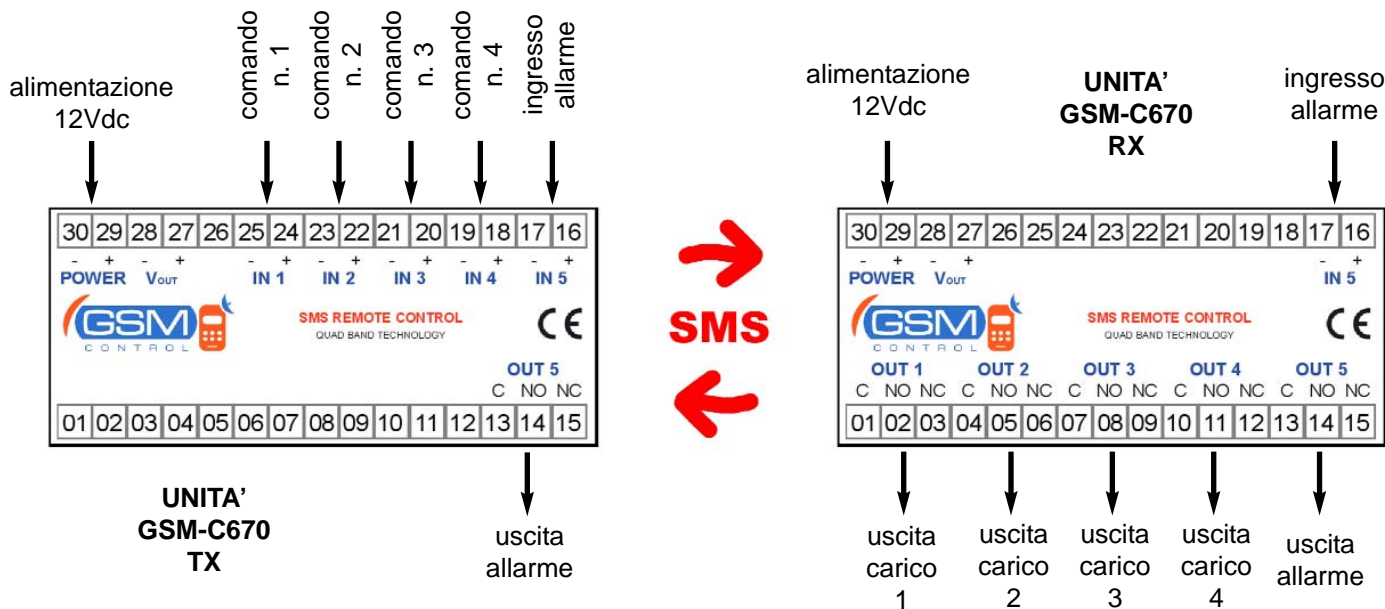 alimentazione
12Vdc
comando
n. 1
comando
n. 2
comando
n. 3
comando
n. 4
ingresso
allarme
30 29 28 27 26 25 24 23 22 21 20 19 18 17 16
- + - + - + - + - + - + - +
POWER VOUT IN 1 IN 2 IN 3 IN 4 IN 5
GSM
CONTROL
SMS REMOTE CONTROL
QUAD BAND TECHNOLOGY
CE
OUT 5
C NO NC
01 02 03 04 05 06 07 08 09 10 11 12 13 14 15
UNITA'
GSM-C670
TX
uscita
allarme
SMS
alimentazione
12Vdc
UNITA'
GSM-C670
RX
ingresso
allarme
30 29 28 27 26 25 24 23 22 21 20 19 18 17 16
- + - + - +
POWER VOUT IN 5
GSM
CONTROL
SMS REMOTE CONTROL
QUAD BAND TECHNOLOGY
CE
OUT 1 OUT 2 OUT 3 OUT 4 OUT 5
C NO NC C NO NC C NO NC C NO NC C NO NC
01 02 03 04 05 06 07 08 09 10 11 12 13 14 15
uscita
carico
1
uscita
carico
2
uscita
carico
3
uscita
carico
4
uscita
allarme